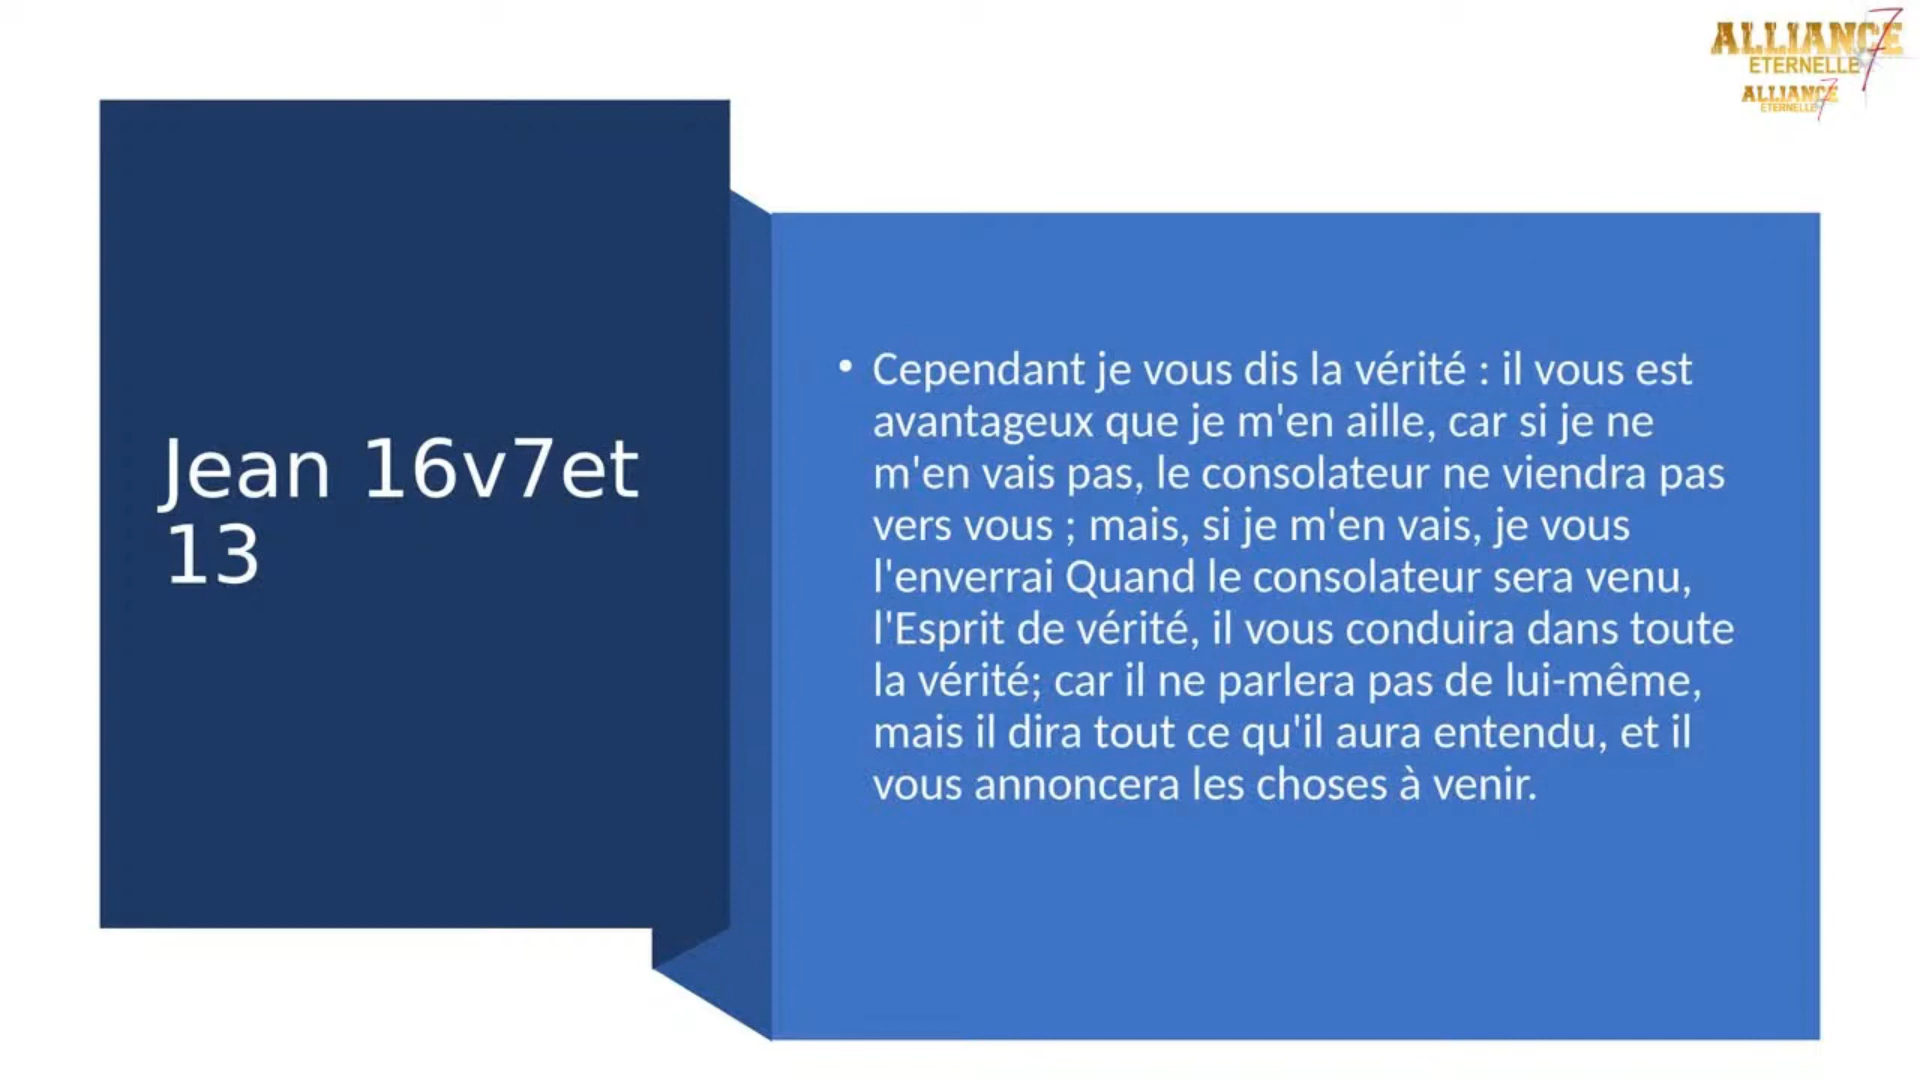 ALLIANCE 7
ETERNELLE
ALLIANCE 7
ETERNELLE
Jean 16v7et
13
• Cependant je vous dis la vérité : il vous est
avantageux que je m'en aille, car si je ne
m'en vais pas, le consolateur ne viendra pas
vers vous ; mais, si je m'en vais, je vous
l'enverrai Quand le consolateur sera venu,
l'Esprit de vérité, il vous conduira dans toute
la vérité; car il ne parlera pas de lui-même,
mais il dira tout ce qu'il aura entendu, et il
vous annoncera les choses à venir.